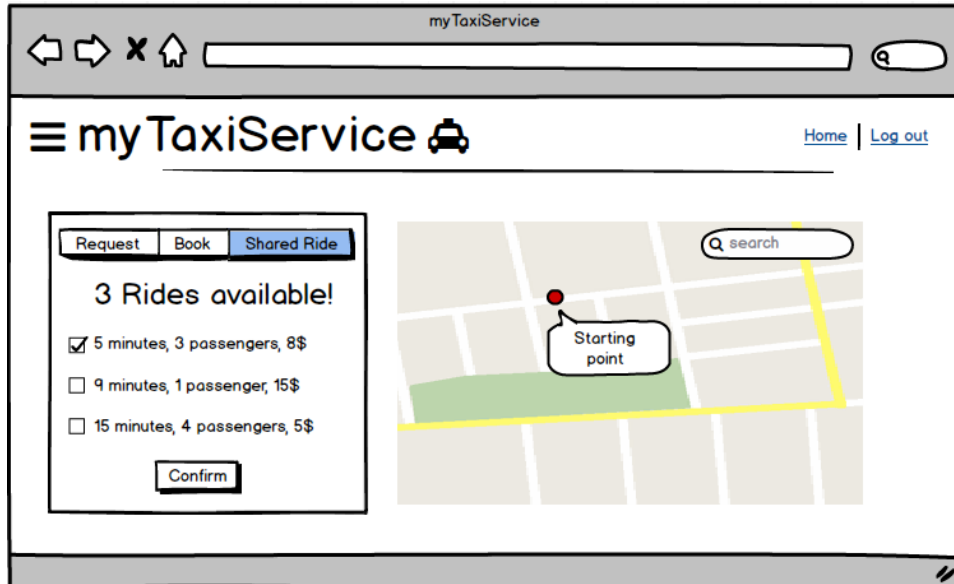 myTaxiService
myTaxiService
Home | Log out
Request Book Shared Ride
search
3 Rides available!
5 minutes, 3 passengers, 8$
9 minutes, 1 passenger, 15$
15 minutes, 4 passengers, 5$
Confirm
Starting
point